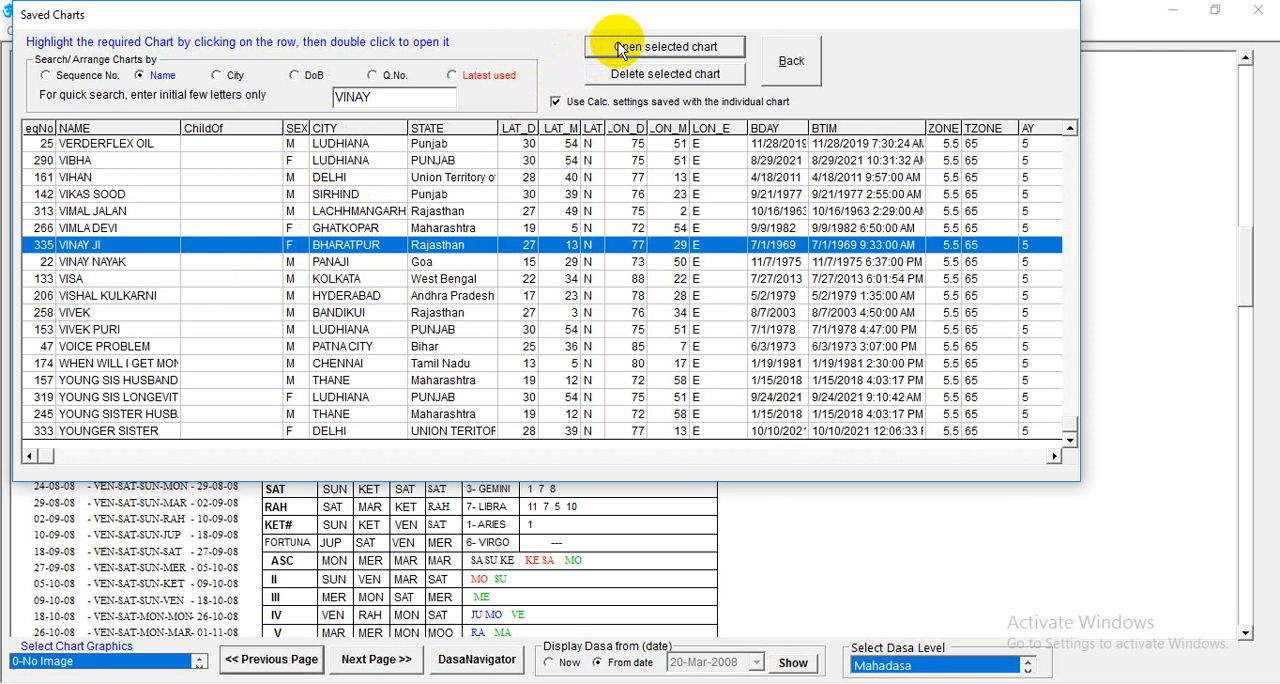 Saved Charts
Highlight the required Chart by clicking on the row, then double click to open it
Search/ Arrange Charts by
Sequence No. Name City DoB Q.No. Latest used
For quick search, enter initial few letters only VINAY
Open selected chart
Delete selected chart
Back
Use Calc. settings saved with the individual chart
eqNo NAME ChildOf SEX CITY STATE LAT_D LAT_M LAT LON_D LON_M LON_E BDAY BTIM ZONE TZONE AY
25 VERDERFLEX OIL M LUDHIANA Punjab 30 54 N 75 51 E 11/28/2019 11/28/2019 7:30:24 AM 5.5 65 5
290 VIBHA F LUDHIANA PUNJAB 30 54 N 75 51 E 8/29/2021 8/29/2021 10:31:32 AM 5.5 65 5
161 VIHAN M DELHI Union Territory of 28 40 N 77 13 E 4/18/2011 4/18/2011 9:57:00 AM 5.5 65 5
142 VIKAS SOOD M SIRHIND Punjab 30 39 N 76 23 E 9/21/1977 9/21/1977 2:55:00 AM 5.5 65 5
313 VIMAL JALAN M LACHHMANGARH Rajasthan 27 49 N 75 2 E 10/16/1963 10/16/1963 2:29:00 AM 5.5 65 5
266 VIMLA DEVI F GHATKOPAR Maharashtra 19 5 N 72 54 E 9/9/1982 9/9/1982 6:50:00 AM 5.5 65 5
335 VINAY JI F BHARATPUR Rajasthan 27 13 N 77 29 E 7/1/1969 7/1/1969 9:33:00 AM 5.5 65 5
22 VINAY NAYAK M PANAJI Goa 15 29 N 73 50 E 11/7/1975 11/7/1975 6:37:00 PM 5.5 65 5
133 VISA M KOLKATA West Bengal 22 34 N 88 22 E 7/27/2013 7/27/2013 6:01:54 PM 5.5 65 5
206 VISHAL KULKARNI M HYDERABAD Andhra Pradesh 17 23 N 78 28 E 5/2/1979 5/2/1979 1:35:00 AM 5.5 65 5
258 VIVEK M BANDIKUI Rajasthan 27 3 N 76 34 E 8/7/2003 8/7/2003 4:50:00 AM 5.5 65 5
153 VIVEK PURI M LUDHIANA PUNJAB 30 54 N 75 51 E 7/1/1978 7/1/1978 4:47:00 PM 5.5 65 5
47 VOICE PROBLEM M PATNA CITY Bihar 25 36 N 85 7 E 6/3/1973 6/3/1973 3:07:00 PM 5.5 65 5
174 WHEN WILL I GET MON M CHENNAI Tamil Nadu 13 5 N 80 17 E 1/19/1981 1/19/1981 2:30:00 PM 5.5 65 5
157 YOUNG SIS HUSBAND M THANE Maharashtra 19 12 N 72 58 E 1/15/2018 1/15/2018 4:03:17 PM 5.5 65 5
319 YOUNG SIS LONGEVIT F LUDHIANA PUNJAB 30 54 N 75 51 E 9/24/2021 9/24/2021 9:10:42 AM 5.5 65 5
245 YOUNG SISTER HUSB. M THANE Maharashtra 19 12 N 72 58 E 1/15/2018 1/15/2018 4:03:17 PM 5.5 65 5
333 YOUNGER SISTER F DELHI UNION TERITOF 28 39 N 77 13 E 10/10/2021 10/10/2021 12:06:33 5.5 65 5
24-08-08 - VEN-SAT-SUN-MON - 29-08-08 SAT SUN KET SAT SAT 3- GEMINI 1 7 8
29-08-08 - VEN-SAT-SUN-MAR - 02-09-08 RAH SAT MAR KET RAH 7- LIBRA 11 7 5 10
02-09-08 - VEN-SAT-SUN-RAH - 10-09-08 KET# SUN KET VEN SAT 1- ARIES 1
10-09-08 - VEN-SAT-SUN-JUP - 18-09-08 FORTUNA JUP SAT VEN MER 6- VIRGO ---
18-09-08 - VEN-SAT-SUN-SAT - 27-09-08 ASC MON MER MAR MAR SA SU KE KE SA MO
27-09-08 - VEN-SAT-SUN-MER - 05-10-08 II SUN VEN MAR SAT MO SU
05-10-08 - VEN-SAT-SUN-KET - 09-10-08 III MER MON SAT MER ME
09-10-08 - VEN-SAT-SUN-VEN - 18-10-08 IV VEN RAH MON SAT JU MO VE
18-10-08 - VEN-SAT-MON-MON- 26-10-08 V MAR MER MON MOO RA MA
26-10-08 - VEN-SAT-MON-MAR- 01-11-08
Activate Windows
Go to Settings to activate Windows.
Select Chart Graphics
0-No Image
<< Previous Page Next Page >> DasaNavigator
Display Dasa from (date)
Now From date 20-Mar-2008 Show
Select Dasa Level
Mahadasa